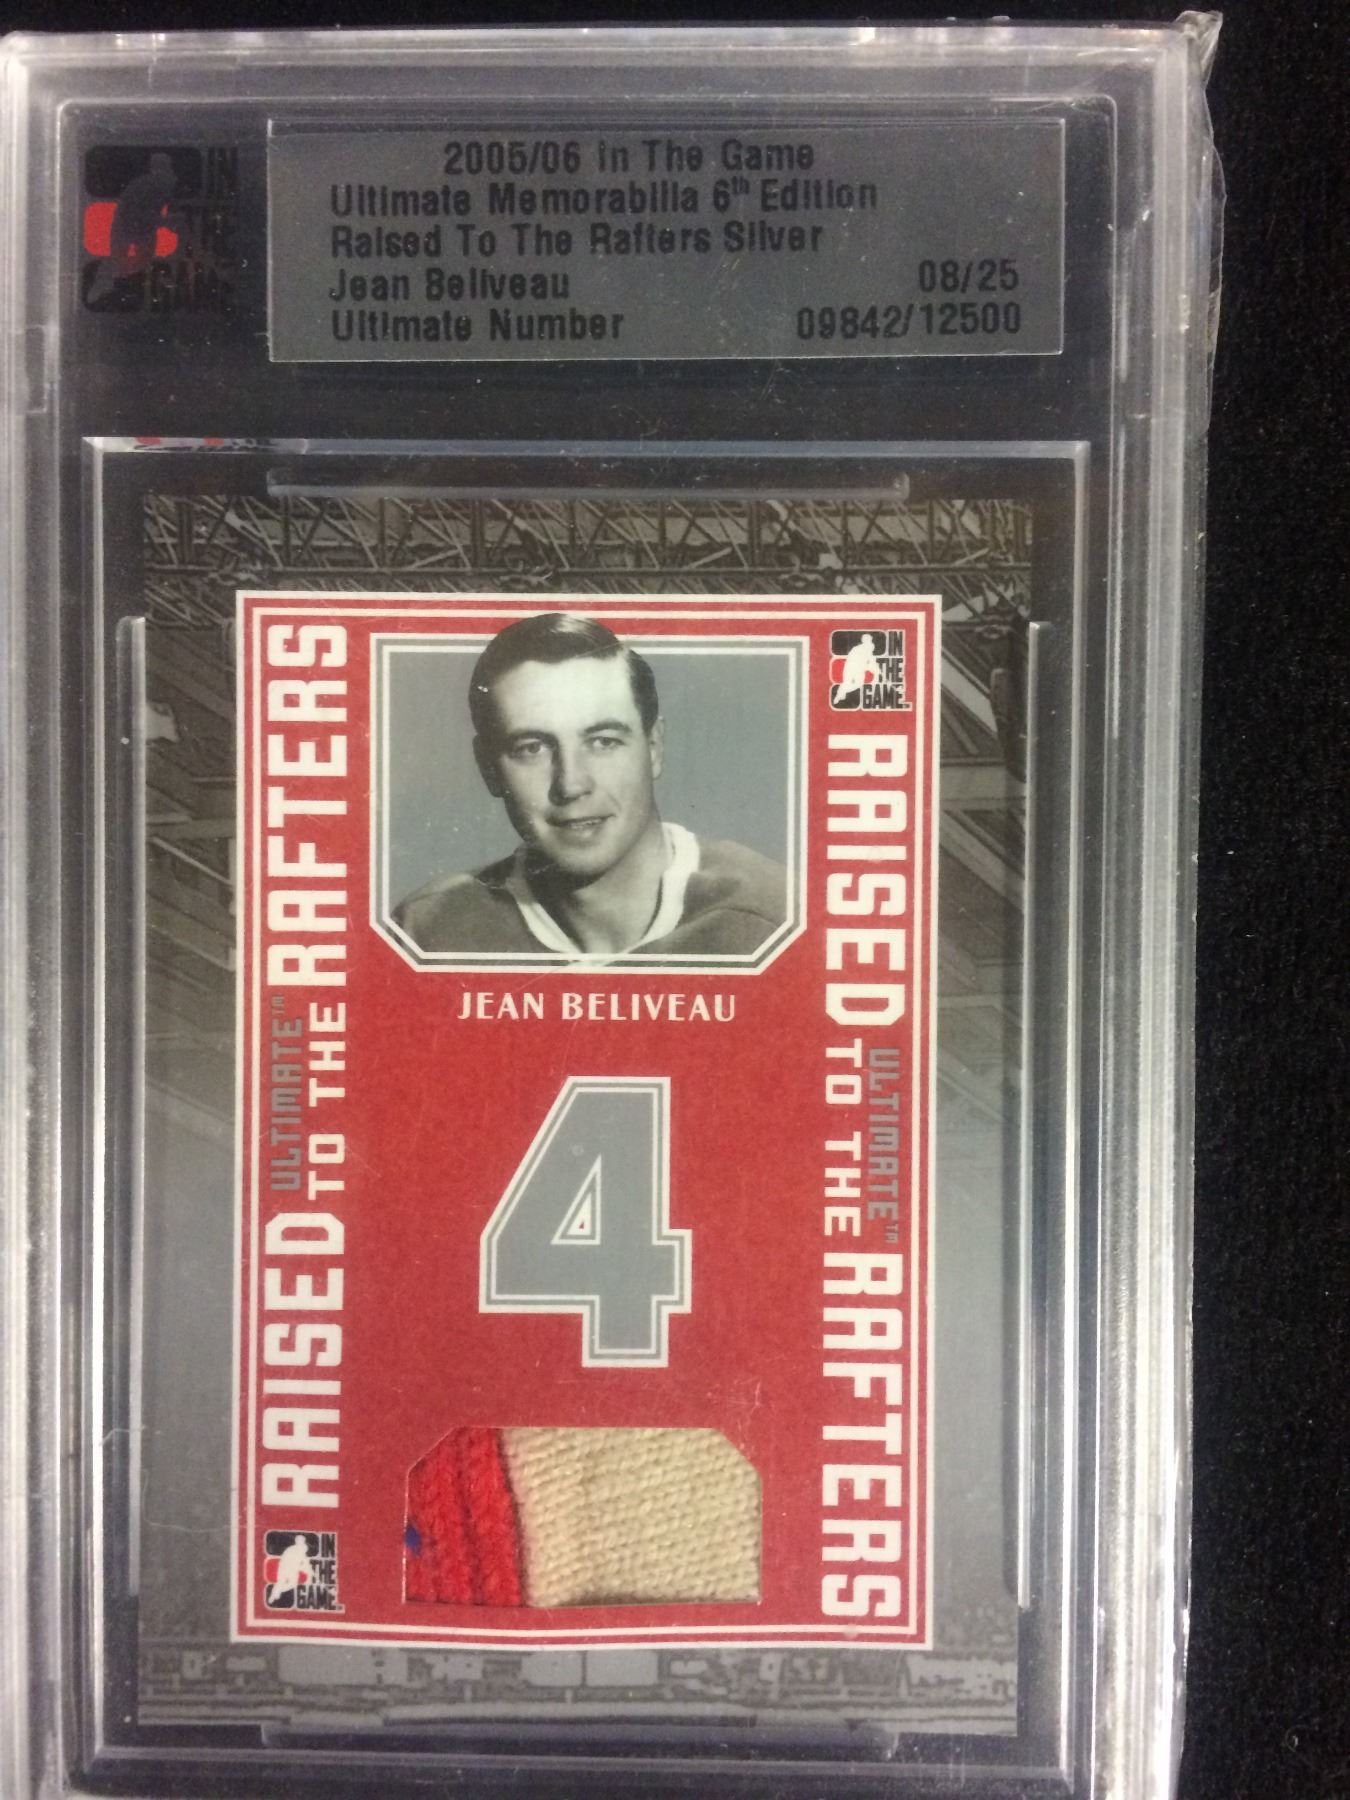 IN
THE
GAME
2005/06 In The Game
Ultimate Memorabilia 6th Edition
Raised To The Rafters Silver
Jean Beliveau 08/25
Ultimate Number 09842/12500
RAISED TO THE RAFTERS
ULTIMATE™
IN
THE
GAME
JEAN BELIVEAU
4
RAISED TO THE RAFTERS
ULTIMATE™
IN
THE
GAME